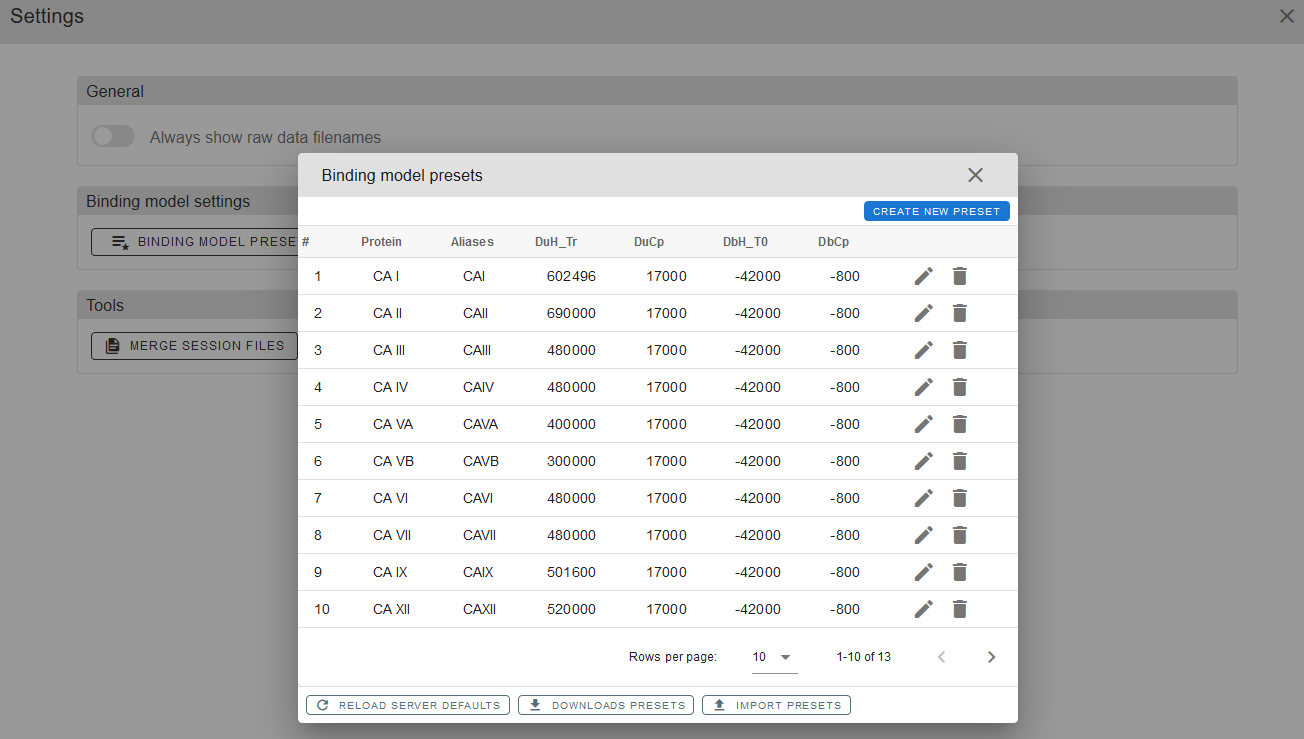 Settings
General
Always show raw data filenames
Binding model presets
Binding model settings
CREATE NEW PRESET
BINDING MODEL PRESE
# Protein Aliases DuH_Tr DuCp DbH_T0 DbCp
1 CA I CAI 602496 17000 -42000 -800
2 CA II CAII 690000 17000 -42000 -800
Tools
3 CA III CAIII 480000 17000 -42000 -800
MERGE SESSION FILES
4 CA IV CAIV 480000 17000 -42000 -800
5 CA VA CAVA 400000 17000 -42000 -800
6 CA VB CAVB 300000 17000 -42000 -800
7 CA VI CAVI 480000 17000 -42000 -800
8 CA VII CAVII 480000 17000 -42000 -800
9 CA IX CAIX 501600 17000 -42000 -800
10 CA XII CAXII 520000 17000 -42000 -800
Rows per page: 10 1-10 of 13
RELOAD SERVER DEFAULTS DOWNLOADS PRESETS IMPORT PRESETS